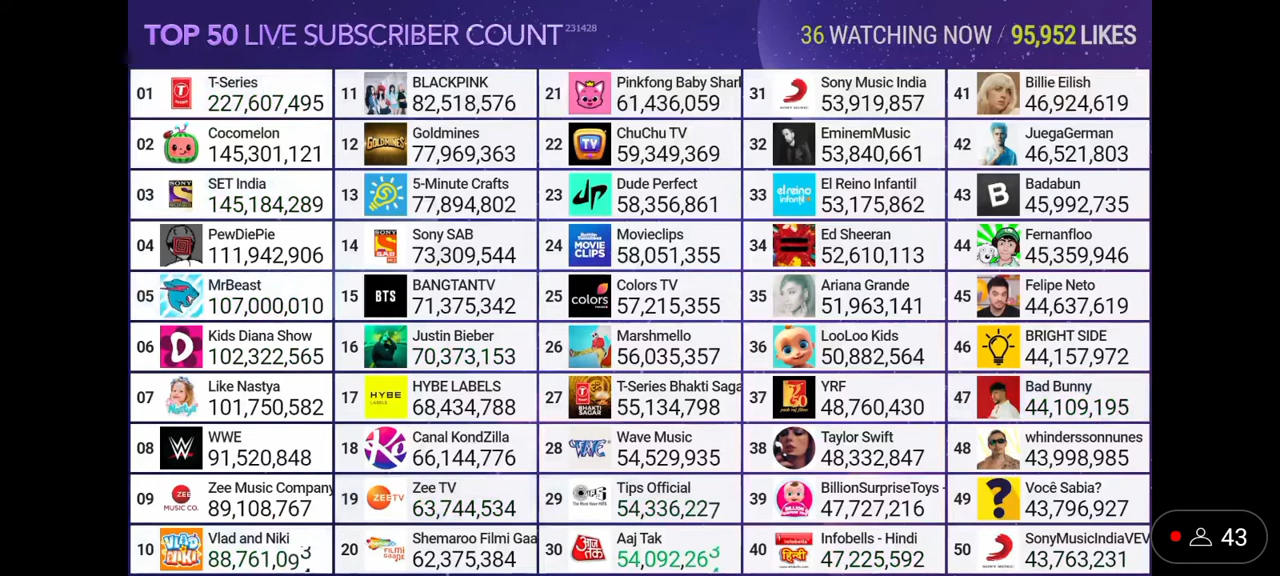 TOP 50 LIVE SUBSCRIBER COUNT 231428
36 WATCHING NOW / 95,952 LIKES
01 T-Series
227,607,495
02 Cocomelon
145,301,121
03 SET India
145,184,289
04 PewDiePie
111,942,906
05 MrBeast
107,000,010
06 Kids Diana Show
102,322,565
07 Like Nastya
101,750,582
08 WWE
91,520,848
09 Zee Music Company
89,108,767
10 Vlad and Niki
11 BLACKPINK
82,518,576
12 Goldmines
77,969,363
13 5-Minute Crafts
77,894,802
14 Sony SAB
73,309,544
15 BANGTANTV
71,375,342
16 Justin Bieber
70,373,153
17 HYBE LABELS
68,434,788
18 Canal KondZilla
66,144,776
19 Zee TV
63,744,534
20 Shemaroo Filmi Gaa
62,375,384
21 Pinkfong Baby Shar
61,436,059
22 ChuChu TV
59,349,369
23 Dude Perfect
58,356,861
24 Movieclips
58,051,355
25 Colors TV
57,215,355
26 Marshmello
56,035,357
27 T-Series Bhakti Saga
55,134,798
28 Wave Music
54,529,935
29 Tips Official
54,336,227
30 Aaj Tak
31 Sony Music India
53,919,857
32 EminemMusic
53,840,661
33 El Reino Infantil
53,175,862
34 Ed Sheeran
52,610,113
35 Ariana Grande
51,963,141
36 LooLoo Kids
50,882,564
37 YRF
48,760,430
38 Taylor Swift
48,332,847
39 BillionSurpriseToys -
47,727,216
40 Infobells - Hindi
47,225,592
41 Billie Eilish
46,924,619
42 JuegaGerman
46,521,803
43 Badabun
45,992,735
44 Fernanfloo
45,359,946
45 Felipe Neto
44,637,619
46 BRIGHT SIDE
44,157,972
47 Bad Bunny
44,109,195
48 whinderssonnunes
43,998,985
49 Você Sabia?
43,796,927
50 SonyMusicIndiaVEV
43,763,231
43